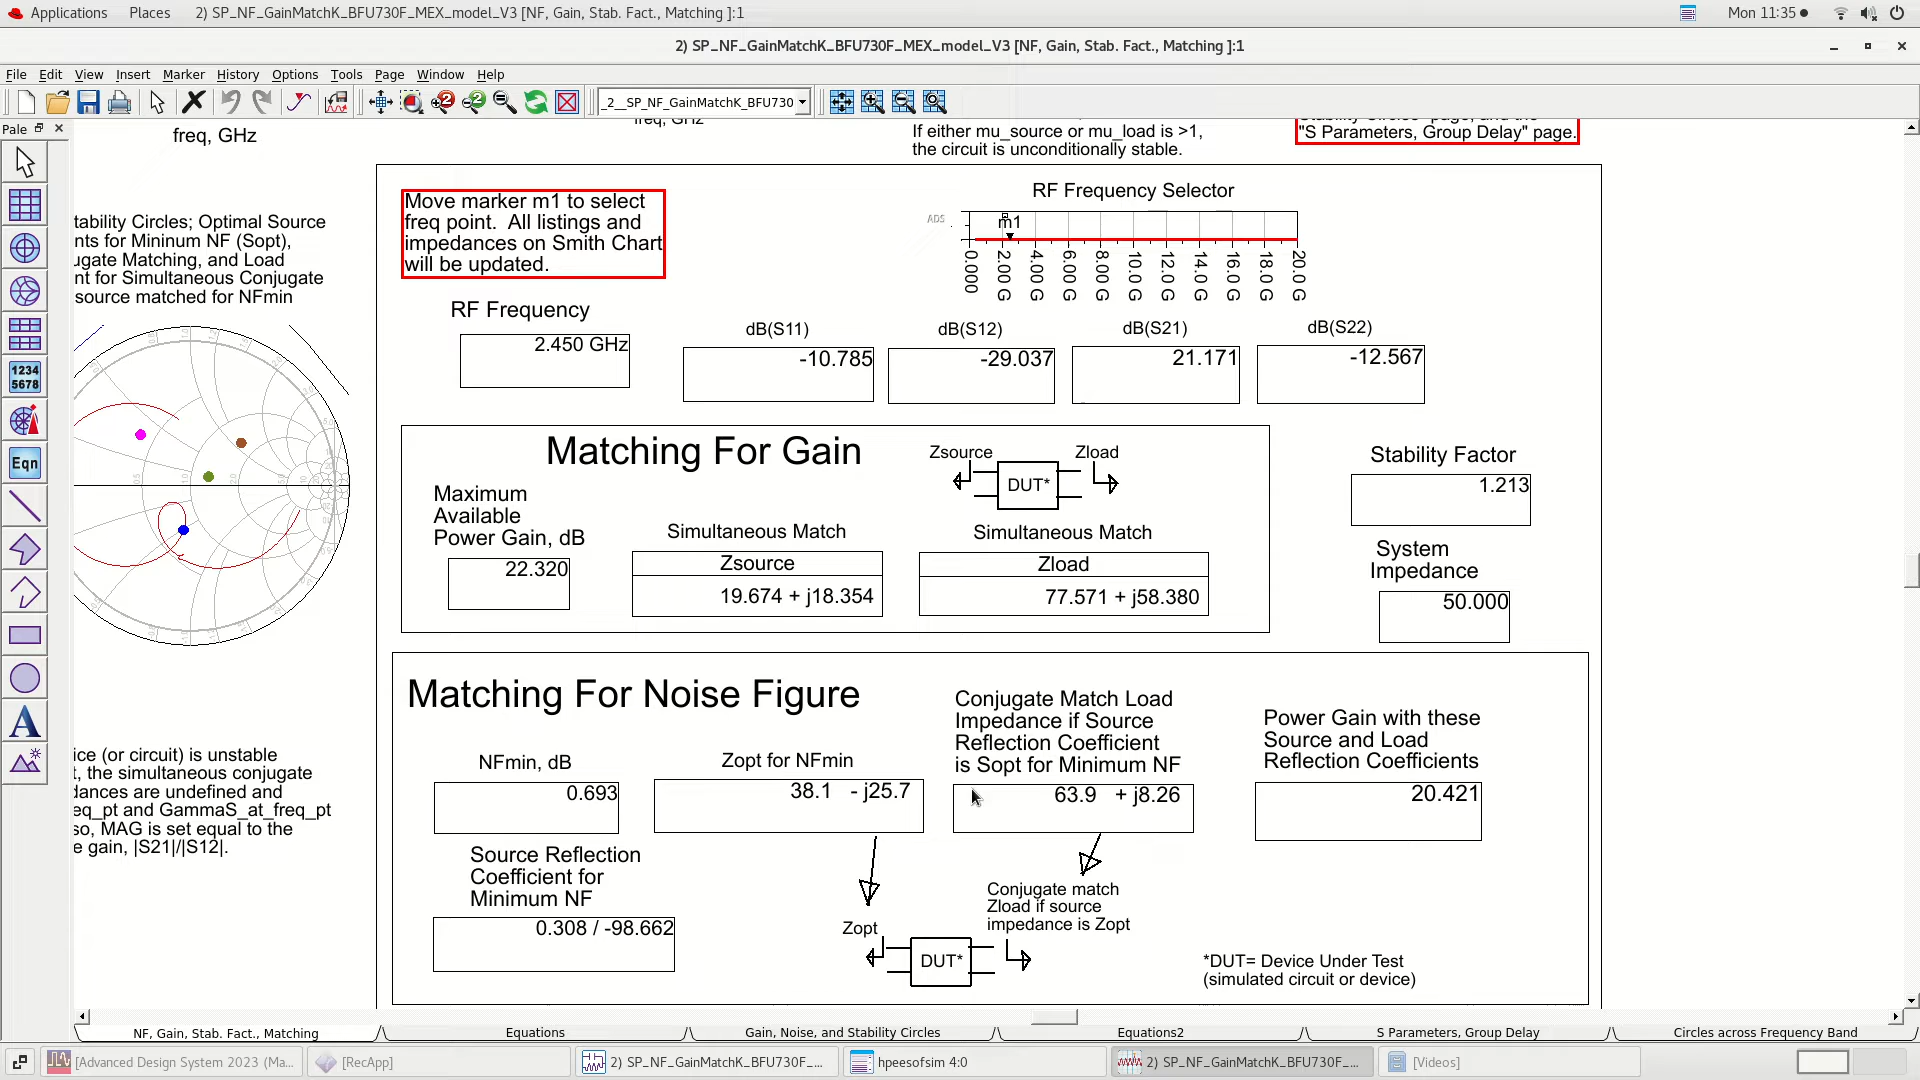 Applications Places 2) SP_NF_GainMatchK_BFU730F_MEX_model_V3 [NF, Gain, Stab. Fact., Matching ]:1 Mon 11:35
2) SP_NF_GainMatchK_BFU730F_MEX_model_V3 [NF, Gain, Stab. Fact., Matching ]:1
File Edit View Insert Marker History Options Tools Page Window Help
_2__SP_NF_GainMatchK_BFU730
Pale
freq, GHz
freq, GHz
If either mu_source or mu_load is >1,
the circuit is unconditionally stable.
"S Parameters, Group Delay" page.
tability Circles; Optimal Source
nts for Mininum NF (Sopt),
ugate Matching, and Load
nt for Simultaneous Conjugate
source matched for NFmin
Move marker m1 to select
freq point. All listings and
impedances on Smith Chart
will be updated.
RF Frequency Selector
ADS
m1
0.000 2.00 G 4.00 G 6.00 G 8.00 G 10.0 G 12.0 G 14.0 G 16.0 G 18.0 G 20.0 G
RF Frequency
2.450 GHz
dB(S11) dB(S12) dB(S21) dB(S22)
-10.785 -29.037 21.171 -12.567
1234
5678
Eqn
A
Matching For Gain
Zsource Zload
DUT*
Maximum
Available
Power Gain, dB
22.320
Simultaneous Match
Zsource
19.674 + j18.354
Simultaneous Match
Zload
77.571 + j58.380
Stability Factor
1.213
System
Impedance
50.000
Matching For Noise Figure
NFmin, dB
0.693
Zopt for NFmin
38.1 - j25.7
Conjugate Match Load
Impedance if Source
Reflection Coefficient
is Sopt for Minimum NF
63.9 + j8.26
Power Gain with these
Source and Load
Reflection Coefficients
20.421
ice (or circuit) is unstable
t, the simultaneous conjugate
dances are undefined and
eq_pt and GammaS_at_freq_pt
so, MAG is set equal to the
e gain, |S21|/|S12|.
Source Reflection
Coefficient for
Minimum NF
0.308 / -98.662
Zopt
DUT*
Conjugate match
Zload if source
impedance is Zopt
*DUT= Device Under Test
(simulated circuit or device)
NF, Gain, Stab. Fact., Matching Equations Gain, Noise, and Stability Circles Equations2 S Parameters, Group Delay Circles across Frequency Band
[Advanced Design System 2023 (Ma... [RecApp] 2) SP_NF_GainMatchK_BFU730F_... hpeesofsim 4:0 2) SP_NF_GainMatchK_BFU730F_... [Videos]